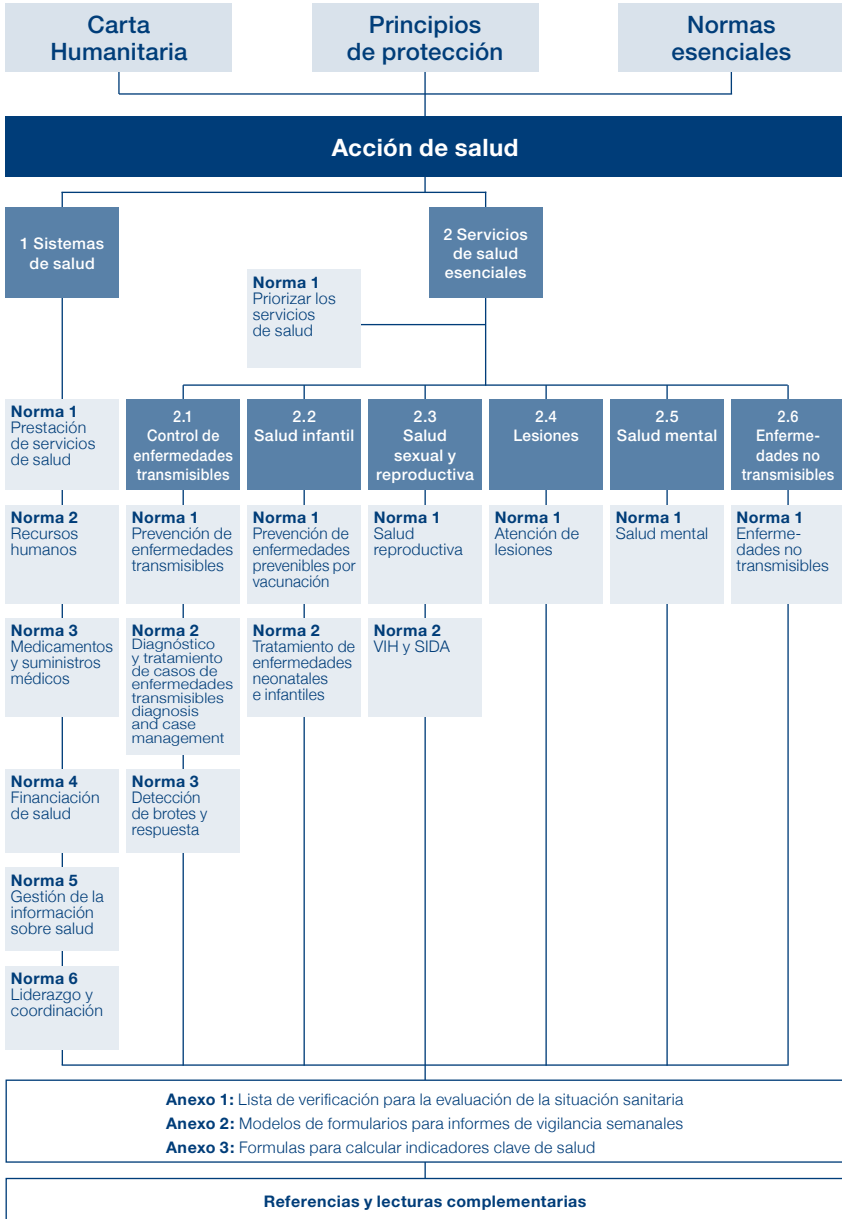 Carta
Humanitaria
Principios
de protección
Normas
esenciales
Acción de salud
1 Sistemas
de salud
2 Servicios
de salud
esenciales
Norma 1
Priorizar los
servicios
de salud
Norma 1
Prestación
de servicios
de salud
2.1
Control de
enfermedades
transmisibles
2.2
Salud infantil
2.3
Salud
sexual y
reproductiva
2.4
Lesiones
2.5
Salud mental
2.6
Enferme-
dades no
transmisibles
Norma 2
Recursos
humanos
Norma 1
Prevención de
enfermedades
transmisibles
Norma 1
Prevención de
enfermedades
prevenibles por
vacunación
Norma 1
Salud
reproductiva
Norma 1
Atención de
lesiones
Norma 1
Salud mental
Norma 1
Enferme-
dades no
transmisibles
Norma 3
Medicamentos
y suministros
médicos
Norma 2
Diagnóstico
y tratamiento
de casos de
enfermedades
transmisibles
diagnosis
and case
management
Norma 2
Tratamiento de
enfermedades
neonatales
e infantiles
Norma 2
VIH y SIDA
Norma 4
Financiación
de salud
Norma 3
Detección
de brotes y
respuesta
Norma 5
Gestión de la
información
sobre salud
Norma 6
Liderazgo y
coordinación
Anexo 1: Lista de verificación para la evaluación de la situación sanitaria
Anexo 2: Modelos de formularios para informes de vigilancia semanales
Anexo 3: Formulas para calcular indicadores clave de salud
Referencias y lecturas complementarias